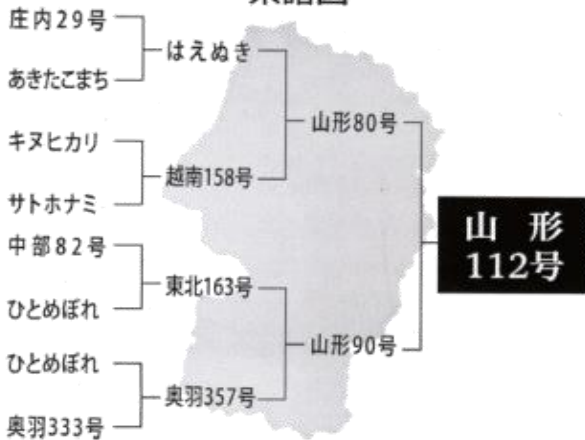 庄内29号
はえぬき
あきたこまち
山形80号
キヌヒカリ
越南158号
サトホナミ
山形
112号
中部82号
東北163号
ひとめぼれ
山形90号
ひとめぼれ
奥羽357号
奥羽333号